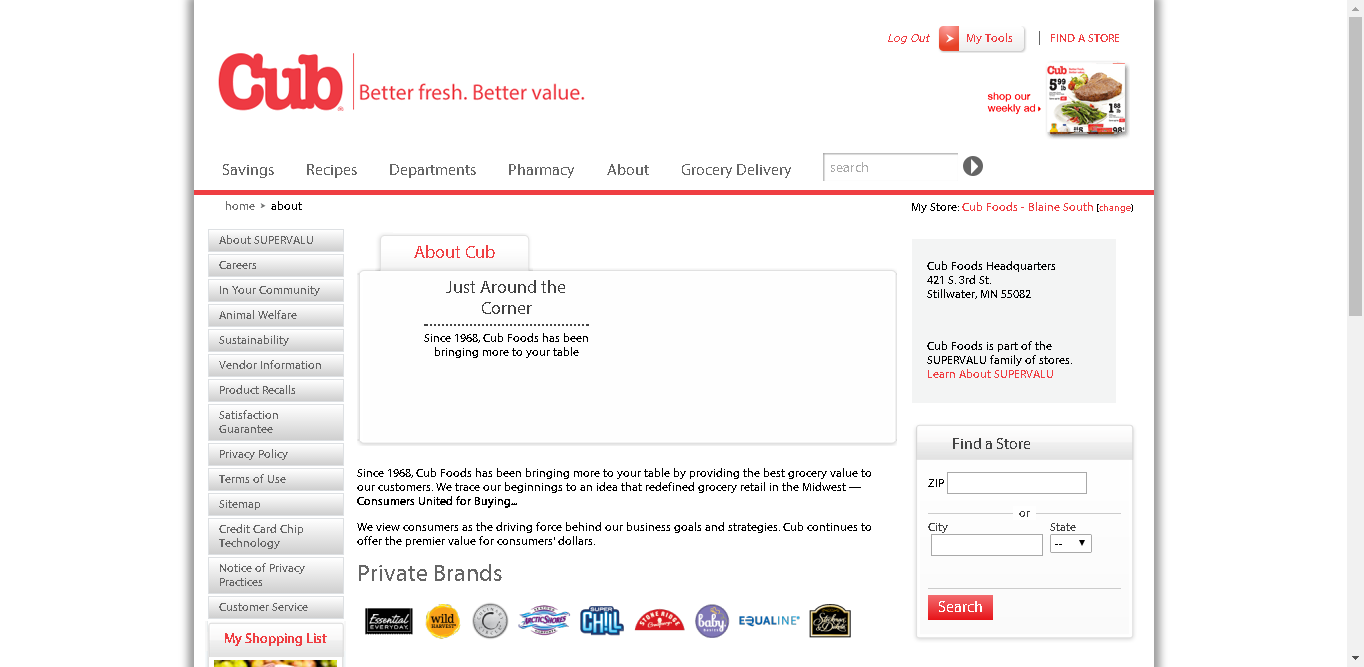 Log Out
My Tools
FIND A STORE
Cub
Better fresh. Better value.
shop our
weekly ad
Cub
5 99 lb
1 88 lb
Savings
Recipes
Departments
Pharmacy
About
Grocery Delivery
search
home
about
My Store: Cub Foods - Blaine South [change]
About SUPERVALU
Careers
In Your Community
Animal Welfare
Sustainability
Vendor Information
Product Recalls
Satisfaction
Guarantee
Privacy Policy
Terms of Use
Sitemap
Credit Card Chip
Technology
Notice of Privacy
Practices
Customer Service
My Shopping List
About Cub
Just Around the
Corner
Since 1968, Cub Foods has been
bringing more to your table
Since 1968, Cub Foods has been bringing more to your table by providing the best grocery value to
our customers. We trace our beginnings to an idea that redefined grocery retail in the Midwest —
Consumers United for Buying...
We view consumers as the driving force behind our business goals and strategies. Cub continues to
offer the premier value for consumers' dollars.
Private Brands
Essential
EVERYDAY
wild
HARVEST
ARCTIC SHORES
SUPER
CHILL
STONE RIDGE
Creamery
baby
EQUALINE
Stockman
& Dakota
Cub Foods Headquarters
421 S. 3rd St.
Stillwater, MN 55082
Cub Foods is part of the
SUPERVALU family of stores.
Learn About SUPERVALU
Find a Store
ZIP
or
City
State
--
Search